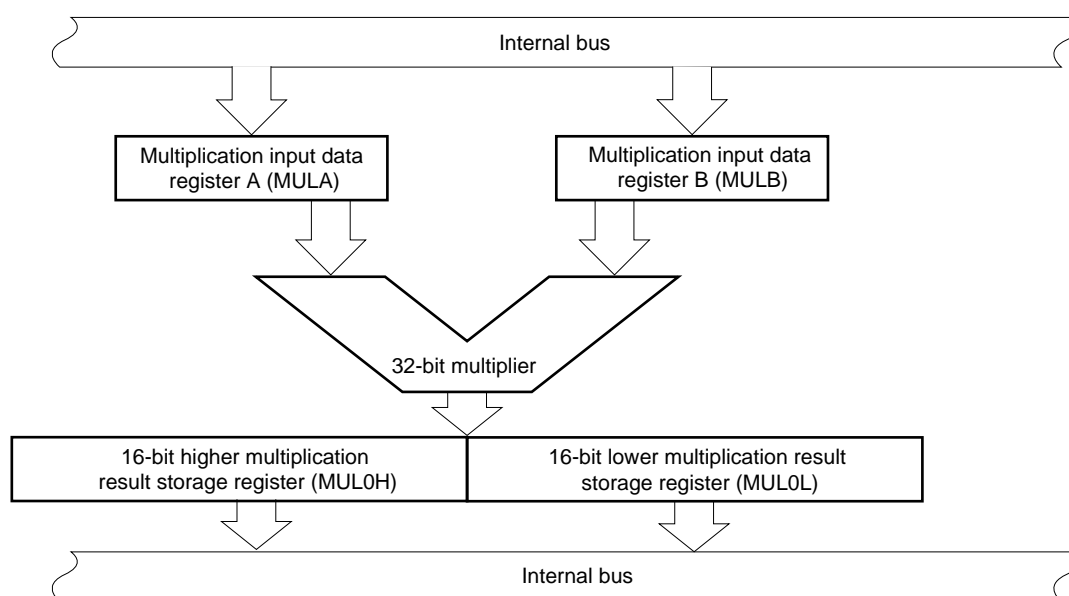 Internal bus
Multiplication input data
register A (MULA)
Multiplication input data
register B (MULB)
32-bit multiplier
16-bit higher multiplication
result storage register (MUL0H)
16-bit lower multiplication result
storage register (MUL0L)
Internal bus